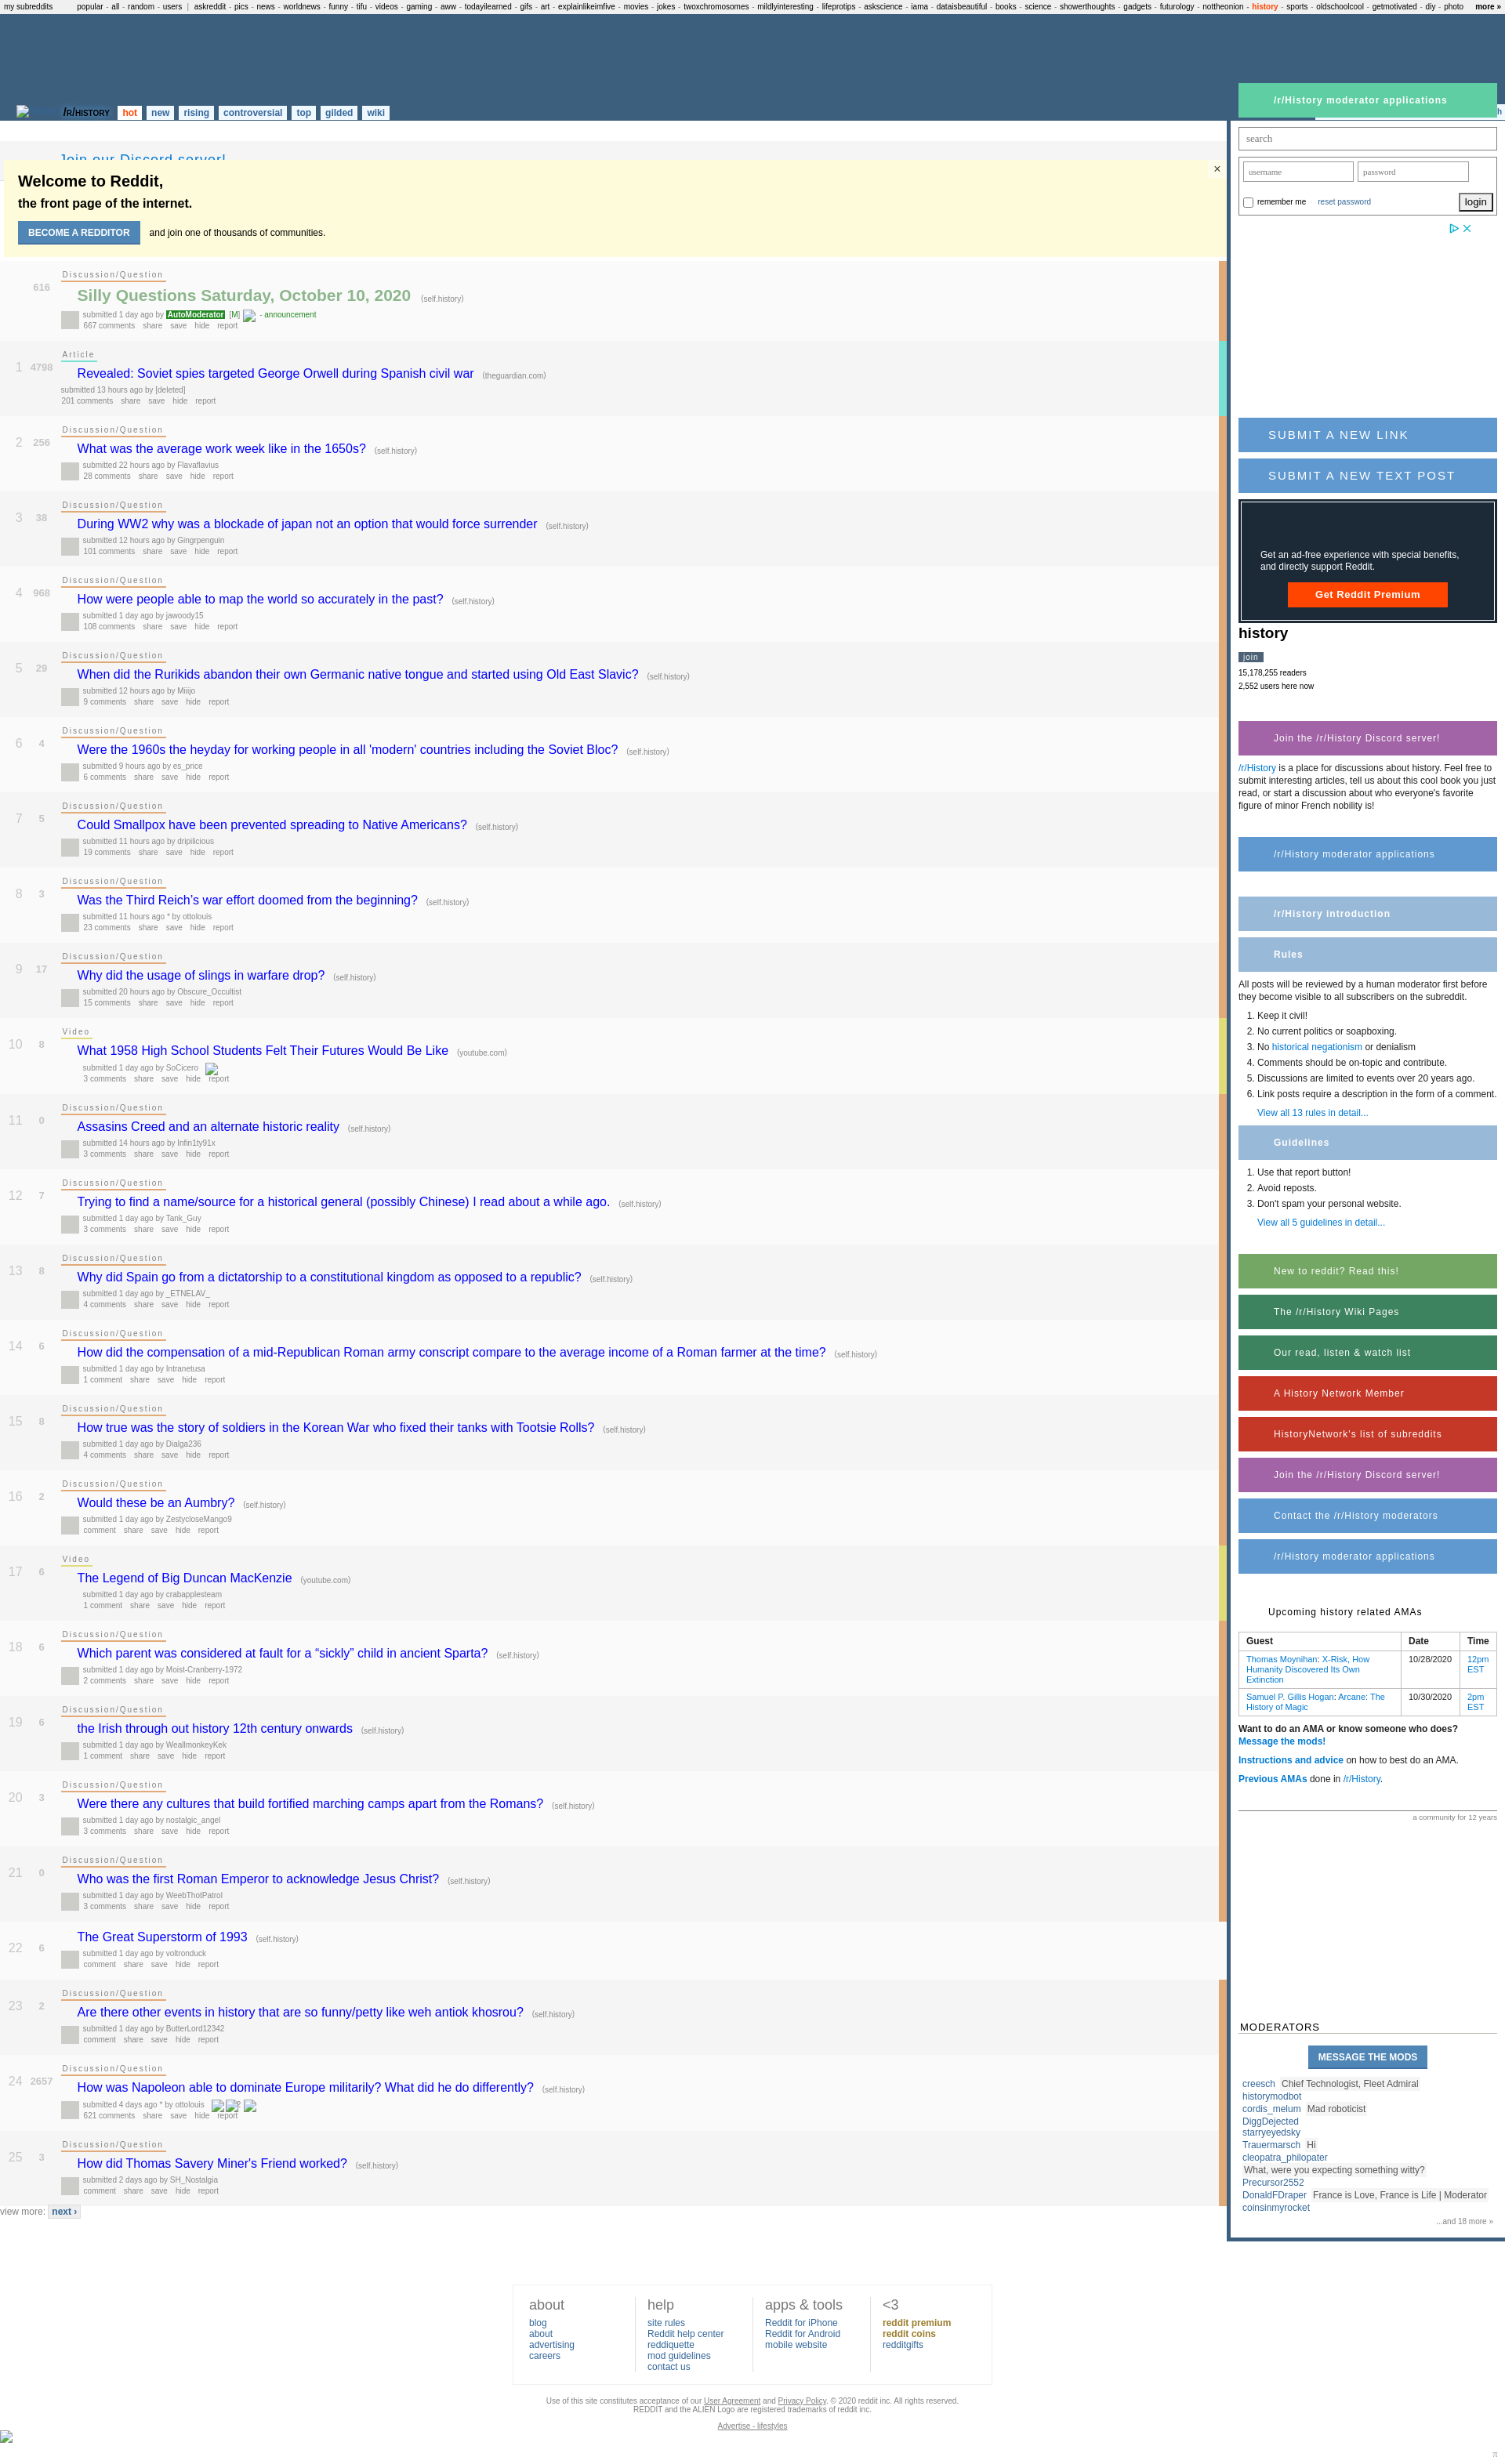 my subreddits popular - all - random - users | askreddit - pics - news - worldnews - funny - tifu - videos - gaming - aww - todayilearned - gifs - art - explainlikeimfive - movies - jokes - twoxchromosomes - mildlyinteresting - lifeprotips - askscience - iama - dataisbeautiful - books - science - showerthoughts - gadgets - futurology - nottheonion - history - sports - oldschoolcool - getmotivated - diy - photo more »
/r/history hot new rising controversial top gilded wiki
Join our Discord server!
Welcome to Reddit,
×
the front page of the internet.
BECOME A REDDITOR and join one of thousands of communities.
Discussion/Question
616
Silly Questions Saturday, October 10, 2020 (self.history)
submitted 1 day ago by AutoModerator [M] - announcement
667 comments share save hide report
Article
1 4798
Revealed: Soviet spies targeted George Orwell during Spanish civil war (theguardian.com)
submitted 13 hours ago by [deleted]
201 comments share save hide report
Discussion/Question
2 256
What was the average work week like in the 1650s? (self.history)
submitted 22 hours ago by Flavaflavius
28 comments share save hide report
Discussion/Question
3 38
During WW2 why was a blockade of japan not an option that would force surrender (self.history)
submitted 12 hours ago by Gingrpenguin
101 comments share save hide report
Discussion/Question
4 968
How were people able to map the world so accurately in the past? (self.history)
submitted 1 day ago by jawoody15
108 comments share save hide report
Discussion/Question
5 29
When did the Rurikids abandon their own Germanic native tongue and started using Old East Slavic? (self.history)
submitted 12 hours ago by Miiijo
9 comments share save hide report
Discussion/Question
6 4
Were the 1960s the heyday for working people in all 'modern' countries including the Soviet Bloc? (self.history)
submitted 9 hours ago by es_price
6 comments share save hide report
Discussion/Question
7 5
Could Smallpox have been prevented spreading to Native Americans? (self.history)
submitted 11 hours ago by dripilicious
19 comments share save hide report
Discussion/Question
8 3
Was the Third Reich’s war effort doomed from the beginning? (self.history)
submitted 11 hours ago * by ottolouis
23 comments share save hide report
Discussion/Question
9 17
Why did the usage of slings in warfare drop? (self.history)
submitted 20 hours ago by Obscure_Occultist
15 comments share save hide report
Video
10 8
What 1958 High School Students Felt Their Futures Would Be Like (youtube.com)
submitted 1 day ago by SoCicero
3 comments share save hide report
Discussion/Question
11 0
Assasins Creed and an alternate historic reality (self.history)
submitted 14 hours ago by Infin1ty91x
3 comments share save hide report
Discussion/Question
12 7
Trying to find a name/source for a historical general (possibly Chinese) I read about a while ago. (self.history)
submitted 1 day ago by Tank_Guy
3 comments share save hide report
Discussion/Question
13 8
Why did Spain go from a dictatorship to a constitutional kingdom as opposed to a republic? (self.history)
submitted 1 day ago by _ETNELAV_
4 comments share save hide report
Discussion/Question
14 6
How did the compensation of a mid-Republican Roman army conscript compare to the average income of a Roman farmer at the time? (self.history)
submitted 1 day ago by Intranetusa
1 comment share save hide report
Discussion/Question
15 8
How true was the story of soldiers in the Korean War who fixed their tanks with Tootsie Rolls? (self.history)
submitted 1 day ago by Dialga236
4 comments share save hide report
Discussion/Question
16 2
Would these be an Aumbry? (self.history)
submitted 1 day ago by ZestycloseMango9
comment share save hide report
Video
17 6
The Legend of Big Duncan MacKenzie (youtube.com)
submitted 1 day ago by crabapplesteam
1 comment share save hide report
Discussion/Question
18 6
Which parent was considered at fault for a “sickly” child in ancient Sparta? (self.history)
submitted 1 day ago by Moist-Cranberry-1972
2 comments share save hide report
Discussion/Question
19 6
the Irish through out history 12th century onwards (self.history)
submitted 1 day ago by WeallmonkeyKek
1 comment share save hide report
Discussion/Question
20 3
Were there any cultures that build fortified marching camps apart from the Romans? (self.history)
submitted 1 day ago by nostalgic_angel
3 comments share save hide report
Discussion/Question
21 0
Who was the first Roman Emperor to acknowledge Jesus Christ? (self.history)
submitted 1 day ago by WeebThotPatrol
3 comments share save hide report
The Great Superstorm of 1993 (self.history)
22 6
submitted 1 day ago by voltronduck
comment share save hide report
Discussion/Question
23 2
Are there other events in history that are so funny/petty like weh antiok khosrou? (self.history)
submitted 1 day ago by ButterLord12342
comment share save hide report
Discussion/Question
24 2657
How was Napoleon able to dominate Europe militarily? What did he do differently? (self.history)
submitted 4 days ago * by ottolouis 2
621 comments share save hide report
Discussion/Question
25 3
How did Thomas Savery Miner's Friend worked? (self.history)
submitted 2 days ago by SH_Nostalgia
comment share save hide report
view more: next ›
/r/History moderator applications
h
search
username password
remember me reset password login
SUBMIT A NEW LINK
SUBMIT A NEW TEXT POST
Get an ad-free experience with special benefits,
and directly support Reddit.
Get Reddit Premium
history
join
15,178,255 readers
2,552 users here now
Join the /r/History Discord server!
/r/History is a place for discussions about history. Feel free to
submit interesting articles, tell us about this cool book you just
read, or start a discussion about who everyone's favorite
figure of minor French nobility is!
/r/History moderator applications
/r/History introduction
Rules
All posts will be reviewed by a human moderator first before
they become visible to all subscribers on the subreddit.
1. Keep it civil!
2. No current politics or soapboxing.
3. No historical negationism or denialism
4. Comments should be on-topic and contribute.
5. Discussions are limited to events over 20 years ago.
6. Link posts require a description in the form of a comment.
View all 13 rules in detail...
Guidelines
1. Use that report button!
2. Avoid reposts.
3. Don't spam your personal website.
View all 5 guidelines in detail...
New to reddit? Read this!
The /r/History Wiki Pages
Our read, listen & watch list
A History Network Member
HistoryNetwork's list of subreddits
Join the /r/History Discord server!
Contact the /r/History moderators
/r/History moderator applications
Upcoming history related AMAs
Guest Date Time
Thomas Moynihan: X-Risk, How 10/28/2020 12pm
Humanity Discovered Its Own EST
Extinction
Samuel P. Gillis Hogan: Arcane: The 10/30/2020 2pm
History of Magic EST
Want to do an AMA or know someone who does?
Message the mods!
Instructions and advice on how to best do an AMA.
Previous AMAs done in /r/History.
a community for 12 years
MODERATORS
MESSAGE THE MODS
creesch Chief Technologist, Fleet Admiral
historymodbot
cordis_melum Mad roboticist
DiggDejected
starryeyedsky
Trauermarsch Hi
cleopatra_philopater
What, were you expecting something witty?
Precursor2552
DonaldFDraper France is Love, France is Life | Moderator
coinsinmyrocket
...and 18 more »
about
blog
about
advertising
careers
help
site rules
Reddit help center
reddiquette
mod guidelines
contact us
apps & tools
Reddit for iPhone
Reddit for Android
mobile website
<3
reddit premium
reddit coins
redditgifts
Use of this site constitutes acceptance of our User Agreement and Privacy Policy. © 2020 reddit inc. All rights reserved.
REDDIT and the ALIEN Logo are registered trademarks of reddit inc.
Advertise - lifestyles
π